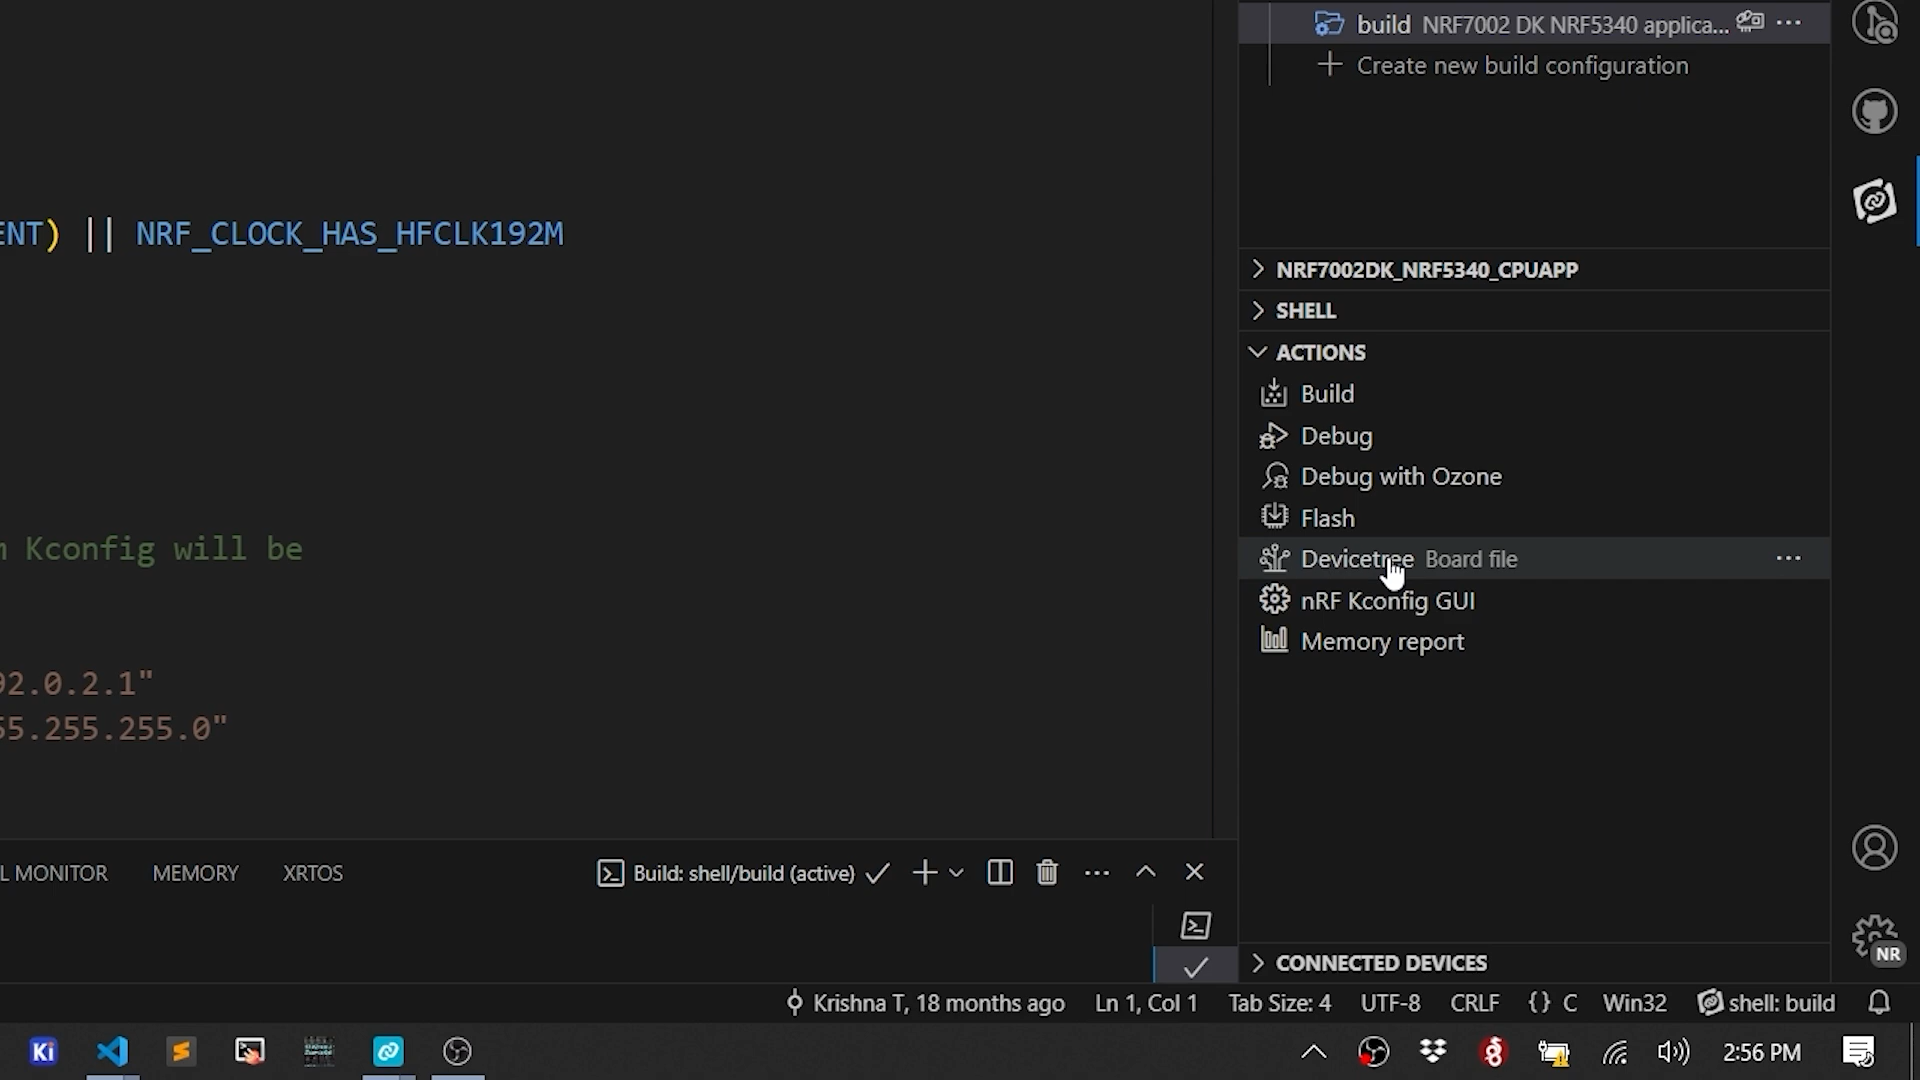 build NRF7002 DK NRF5340 applica...
Create new build configuration
ENT) || NRF_CLOCK_HAS_HFCLK192M
NRF7002DK_NRF5340_CPUAPP
SHELL
ACTIONS
Build
Debug
Debug with Ozone
Flash
Devicetree Board file
Kconfig will be
nRF Kconfig GUI
Memory report
92.0.2.1"
55.255.255.0"
L MONITOR MEMORY XRTOS Build: shell/build (active)
CONNECTED DEVICES
NR
Krishna T, 18 months ago Ln 1, Col 1 Tab Size: 4 UTF-8 CRLF {} C Win32 shell: build
Ki 2:56 PM